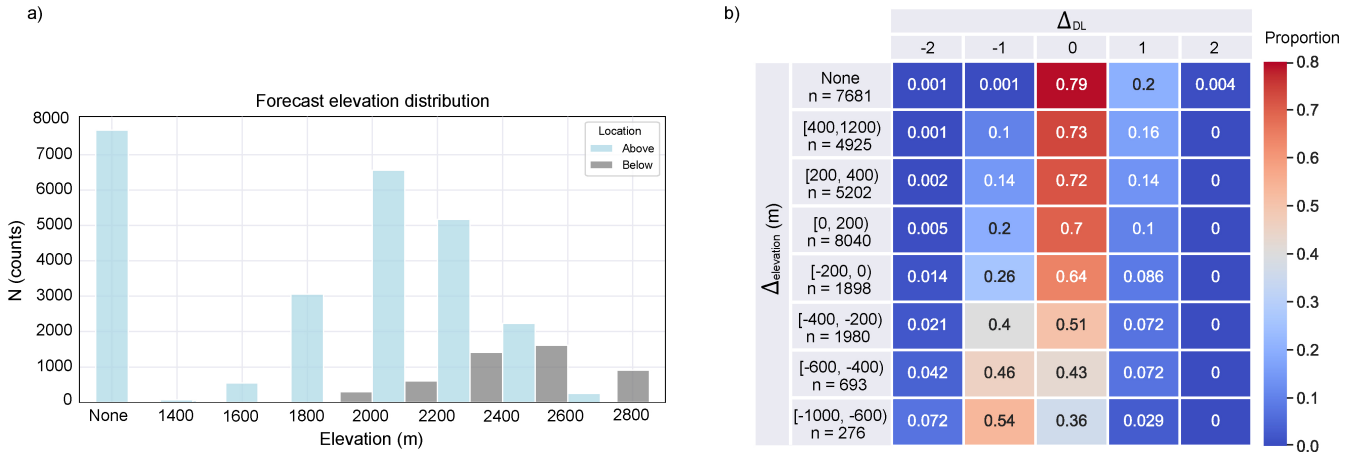 a)
Forecast elevation distribution
N (counts)
8000
7000
6000
5000
4000
3000
2000
1000
0
Location
Above
Below
None 1400 1600 1800 2000 2200 2400 2600 2800
Elevation (m)
b)
Δ_DL
-2 -1 0 1 2
Δ_elevation (m)
None
n = 7681
0.001 0.001 0.79 0.2 0.004
[400,1200)
n = 4925
0.001 0.1 0.73 0.16 0
[200, 400)
n = 5202
0.002 0.14 0.72 0.14 0
[0, 200)
n = 8040
0.005 0.2 0.7 0.1 0
[-200, 0)
n = 1898
0.014 0.26 0.64 0.086 0
[-400, -200)
n = 1980
0.021 0.4 0.51 0.072 0
[-600, -400)
n = 693
0.042 0.46 0.43 0.072 0
[-1000, -600)
n = 276
0.072 0.54 0.36 0.029 0
Proportion
0.8
0.7
0.6
0.5
0.4
0.3
0.2
0.1
0.0